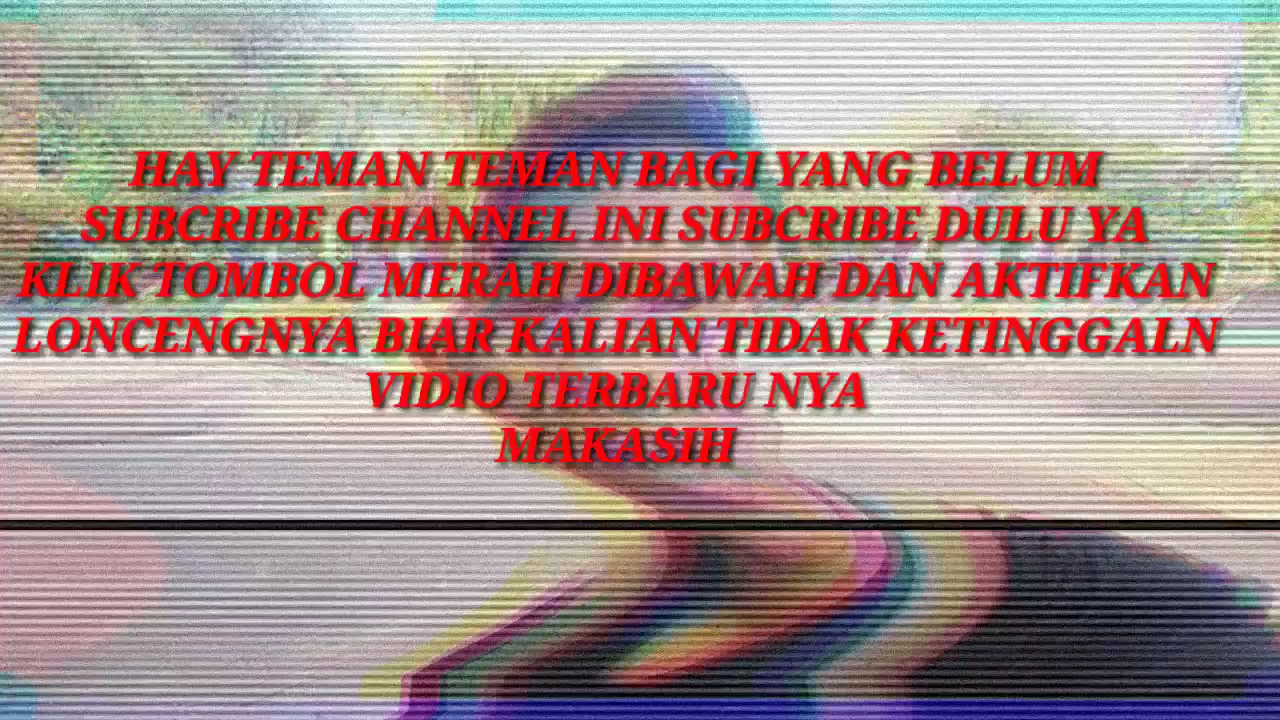 HAY TEMAN TEMAN BAGI YANG BELUM
SUBCRIBE CHANNEL INI SUBCRIBE DULU YA
KLIK TOMBOL MERAH DIBAWAH DAN AKTIFKAN
LONCENGNYA BIAR KALIAN TIDAK KETINGGALN
VIDIO TERBARU NYA
MAKASIH